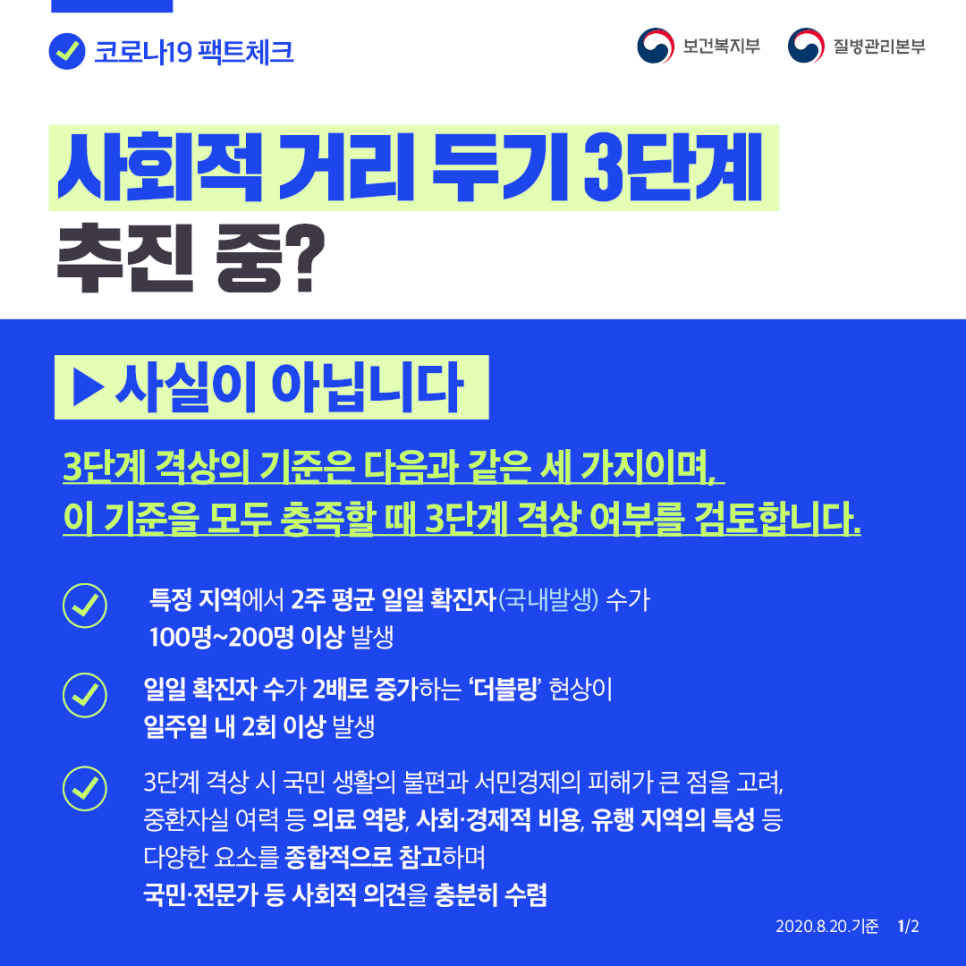 코로나19 팩트체크
보건복지부
질병관리본부
사회적 거리 두기 3단계
추진 중?
▶사실이 아닙니다
3단계 격상의 기준은 다음과 같은 세 가지이며,
이 기준을 모두 충족할 때 3단계 격상 여부를 검토합니다.
특정 지역에서 2주 평균 일일 확진자(국내발생) 수가
100명~200명 이상 발생
일일 확진자 수가 2배로 증가하는 ‘더블링’ 현상이
일주일 내 2회 이상 발생
3단계 격상 시 국민 생활의 불편과 서민경제의 피해가 큰 점을 고려,
중환자실 여력 등 의료 역량, 사회·경제적 비용, 유행 지역의 특성 등
다양한 요소를 종합적으로 참고하며
국민·전문가 등 사회적 의견을 충분히 수렴
2020.8.20.기준 1/2